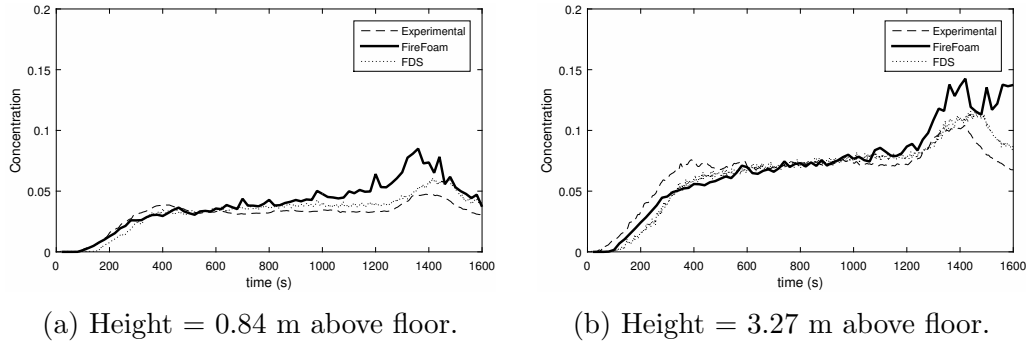 0.2
0.15
0.1
0.05
0
Concentration
0 200 400 600 800 1000 1200 1400 1600
time (s)
Experimental
FireFoam
FDS
(a) Height = 0.84 m above floor.
0.2
0.15
0.1
0.05
0
Concentration
0 200 400 600 800 1000 1200 1400 1600
time (s)
Experimental
FireFoam
FDS
(b) Height = 3.27 m above floor.